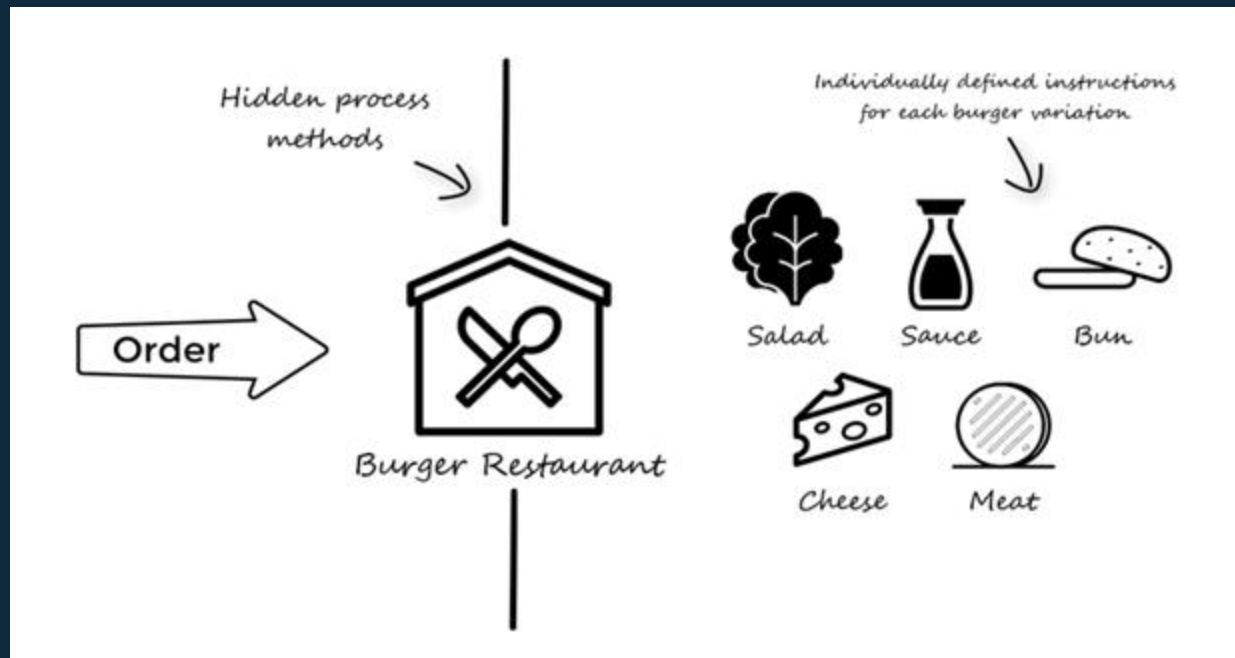 Hidden process
methods
Individually defined instructions
for each burger variation
Order
Burger Restaurant
Salad
Sauce
Bun
Cheese
Meat